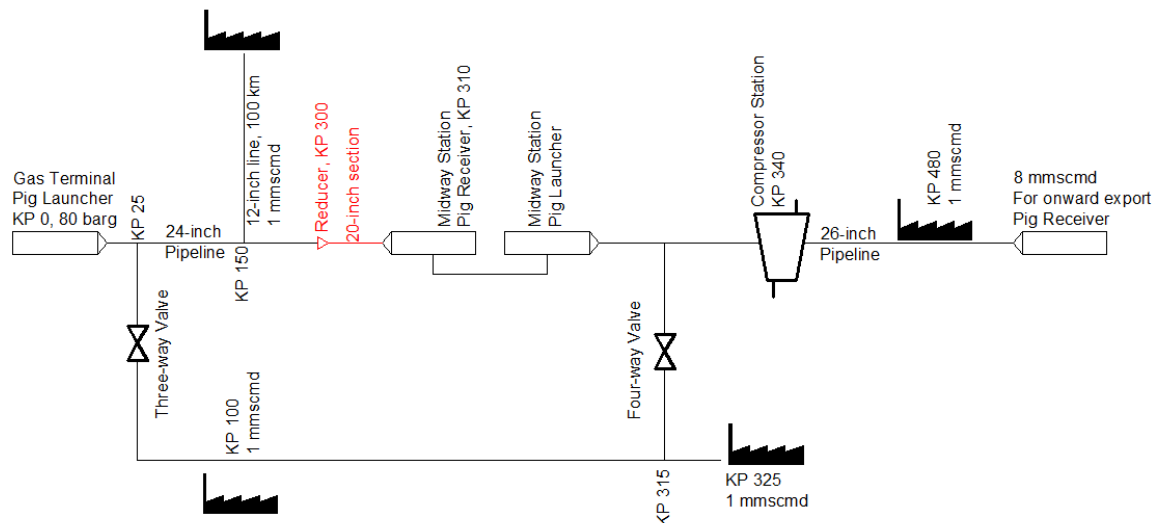 Gas Terminal
Pig Launcher
KP 0, 80 barg
KP 25
24-inch
Pipeline
KP 150
12-inch line, 100 km
1 mmscmd
Reducer, KP 300
20-inch section
Midway Station
Pig Receiver, KP 310
Midway Station
Pig Launcher
Compressor Station
KP 340
26-inch
Pipeline
KP 480
1 mmscmd
8 mmscmd
For onward export
Pig Receiver
Three-way Valve
KP 100
1 mmscmd
Four-way Valve
KP 315
KP 325
1 mmscmd